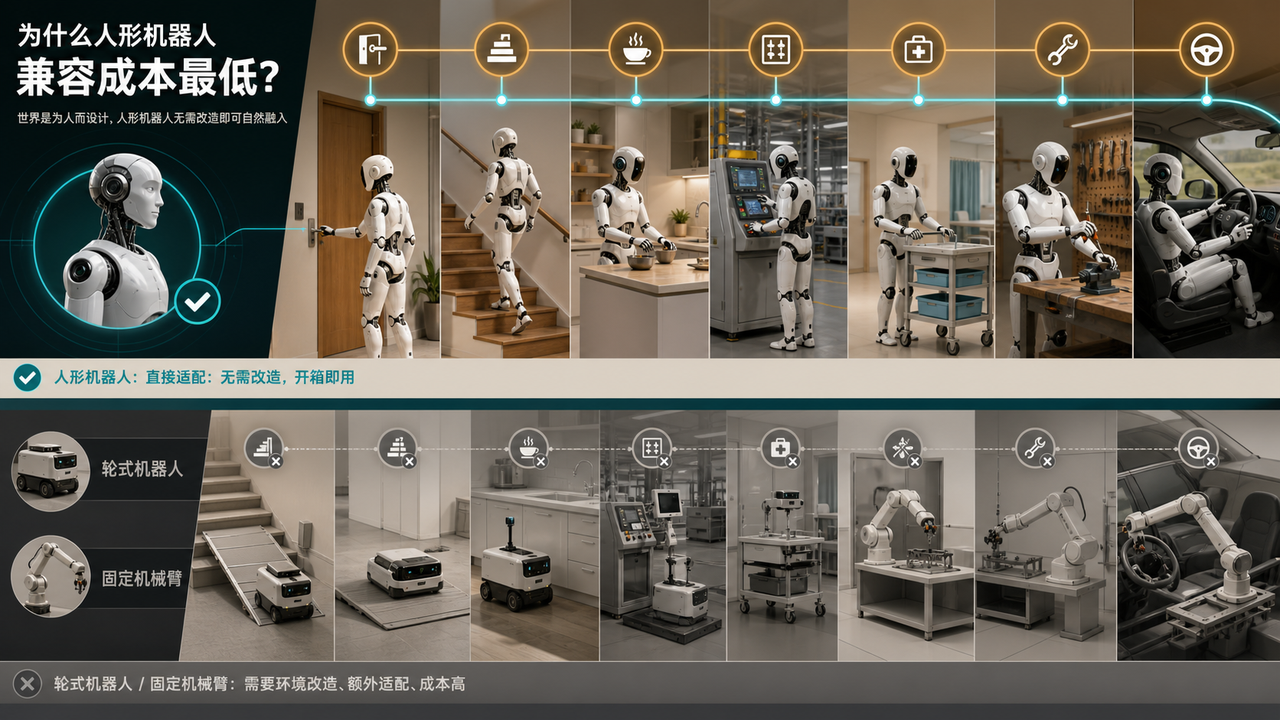 为什么人形机器人
兼容成本最低？
世界是为人而设计，人形机器人无需改造即可自然融入
人形机器人：直接适配：无需改造，开箱即用
轮式机器人
固定机械臂
轮式机器人 / 固定机械臂：需要环境改造、额外适配、成本高